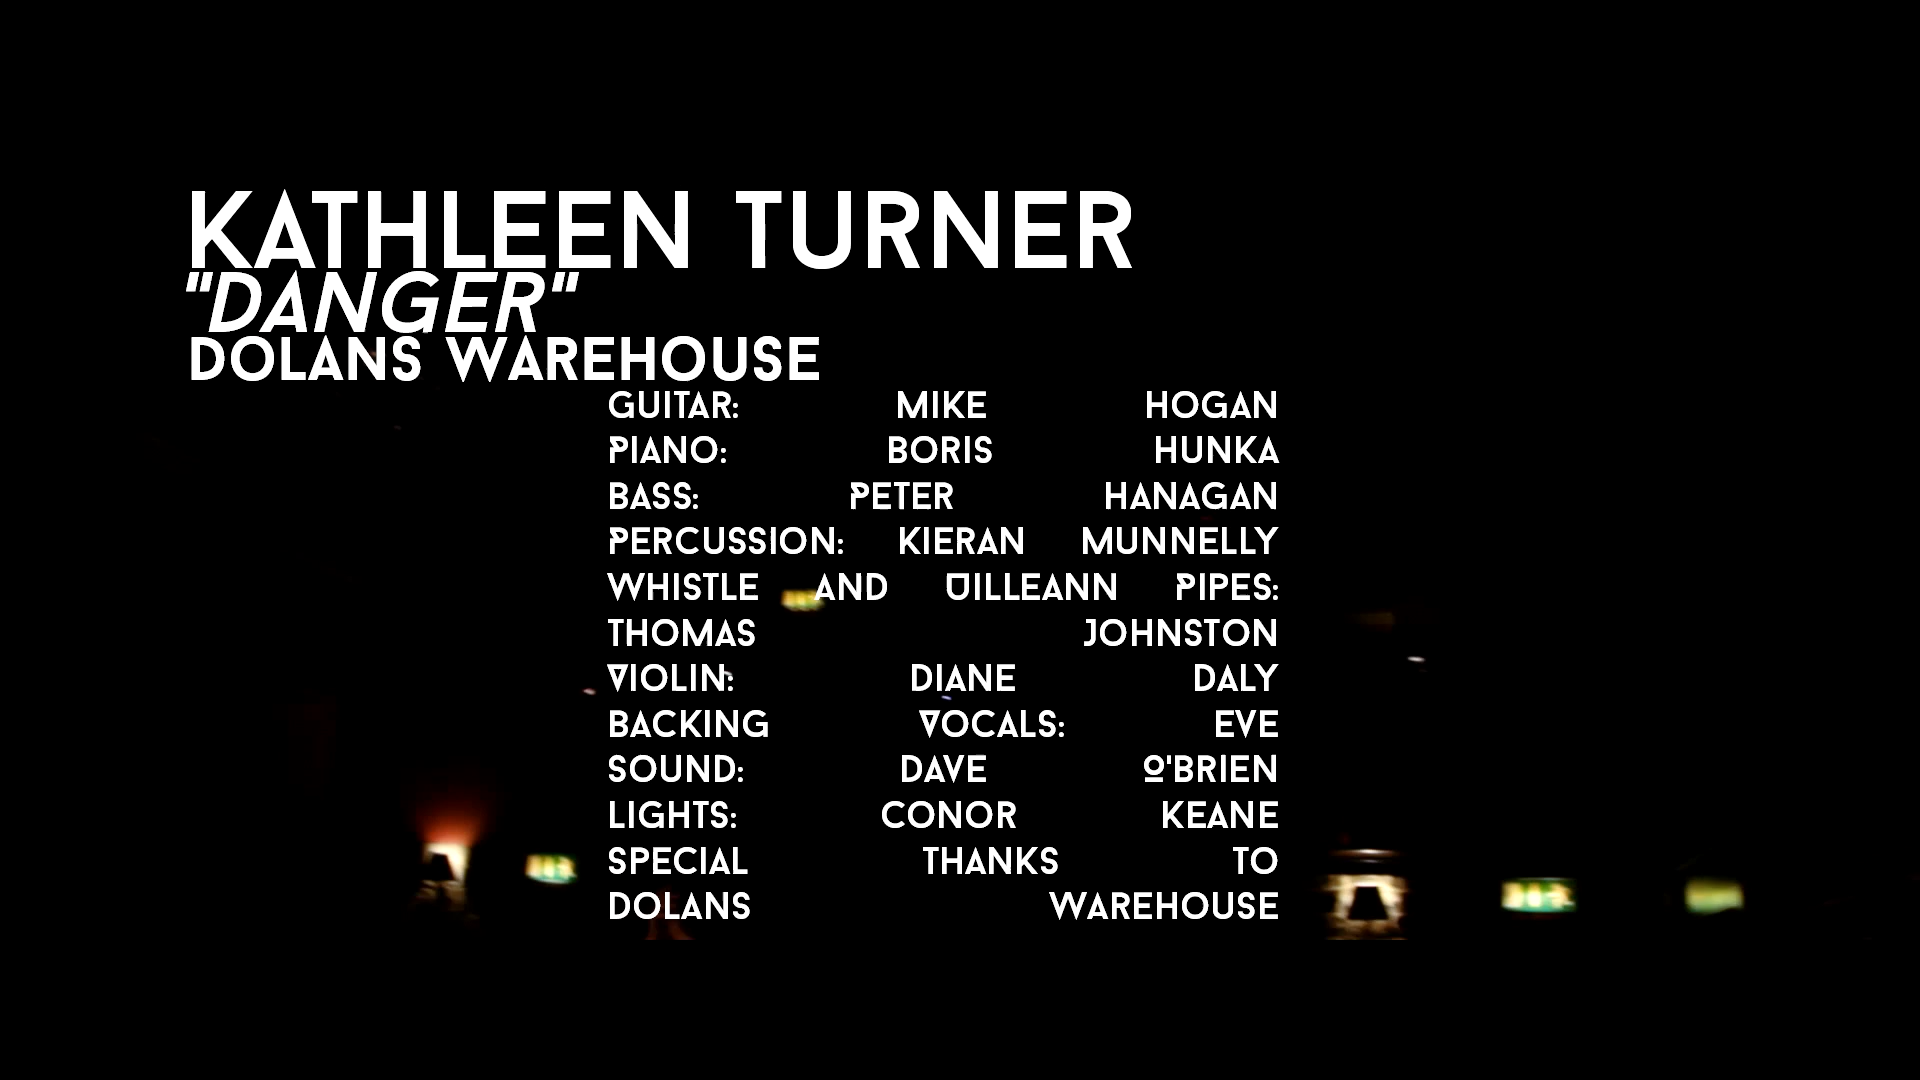 KATHLEEN TURNER
"DANGER"
DOLANS WAREHOUSE
GUITAR: MIKE HOGAN
PIANO: BORIS HUNKA
BASS: PETER HANAGAN
PERCUSSION: KIERAN MUNNELLY
WHISTLE AND UILLEANN PIPES:
THOMAS JOHNSTON
VIOLIN: DIANE DALY
BACKING VOCALS: EVE
SOUND: DAVE O'BRIEN
LIGHTS: CONOR KEANE
SPECIAL THANKS TO
DOLANS WAREHOUSE